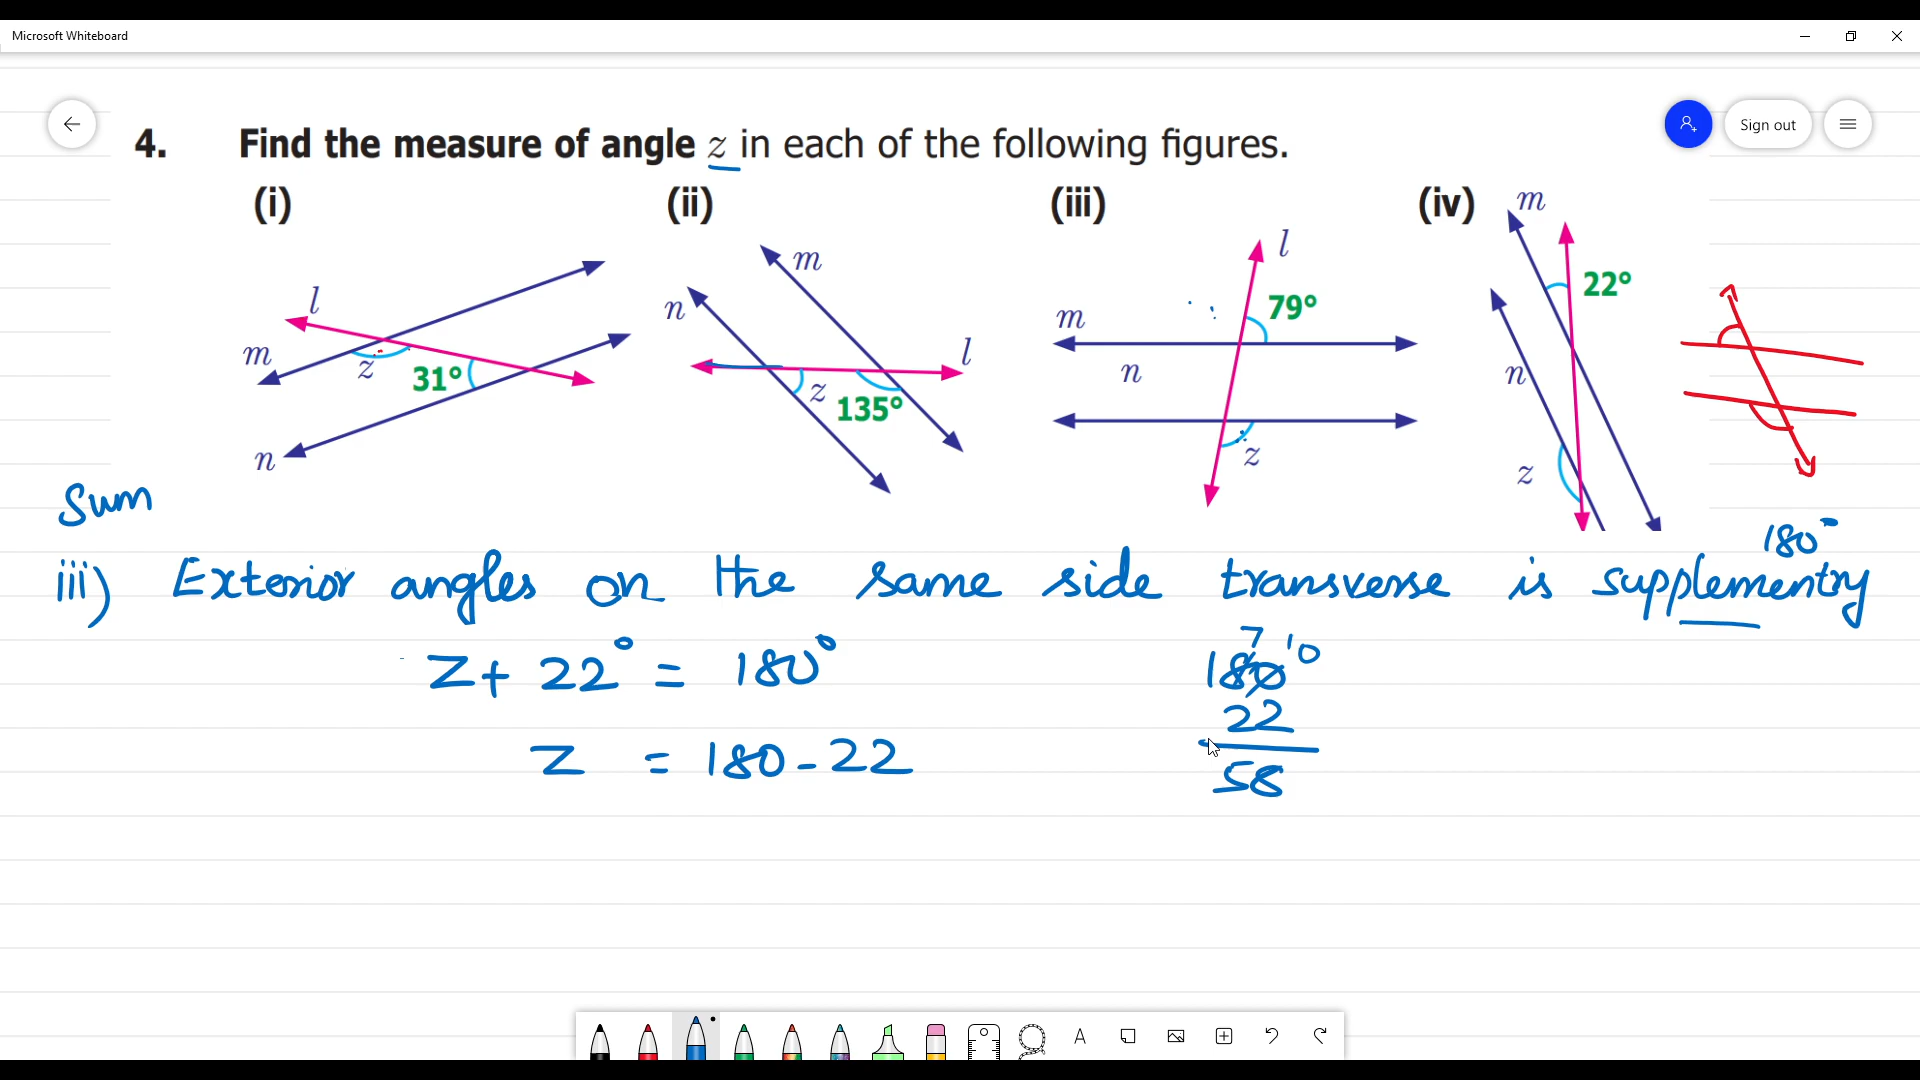 Microsoft Whiteboard
4. Find the measure of angle z in each of the following figures.
Sign out
(i) (ii) (iii) (iv)
l m n z 31°
m n l z 135°
l m n 79° z
m n 22° z
Sum
180°
iii) Exterior angles on the same side transverse is supplementry
z + 22° = 180°
z = 180 - 22
7 10
180
22
58
A